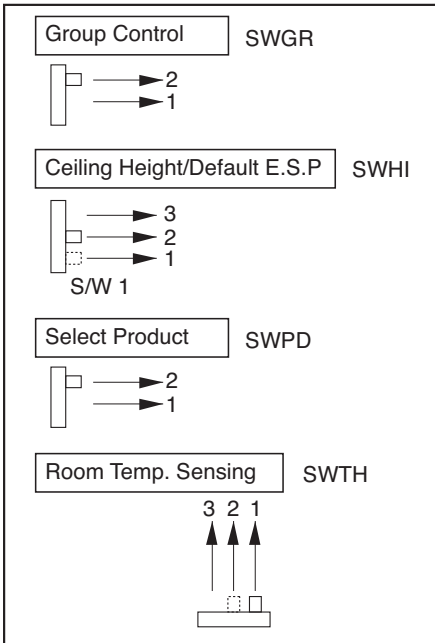 Group Control SWGR
2
1
Ceiling Height/Default E.S.P SWHI
3
2
1
S/W 1
Select Product SWPD
2
1
Room Temp. Sensing SWTH
3 2 1